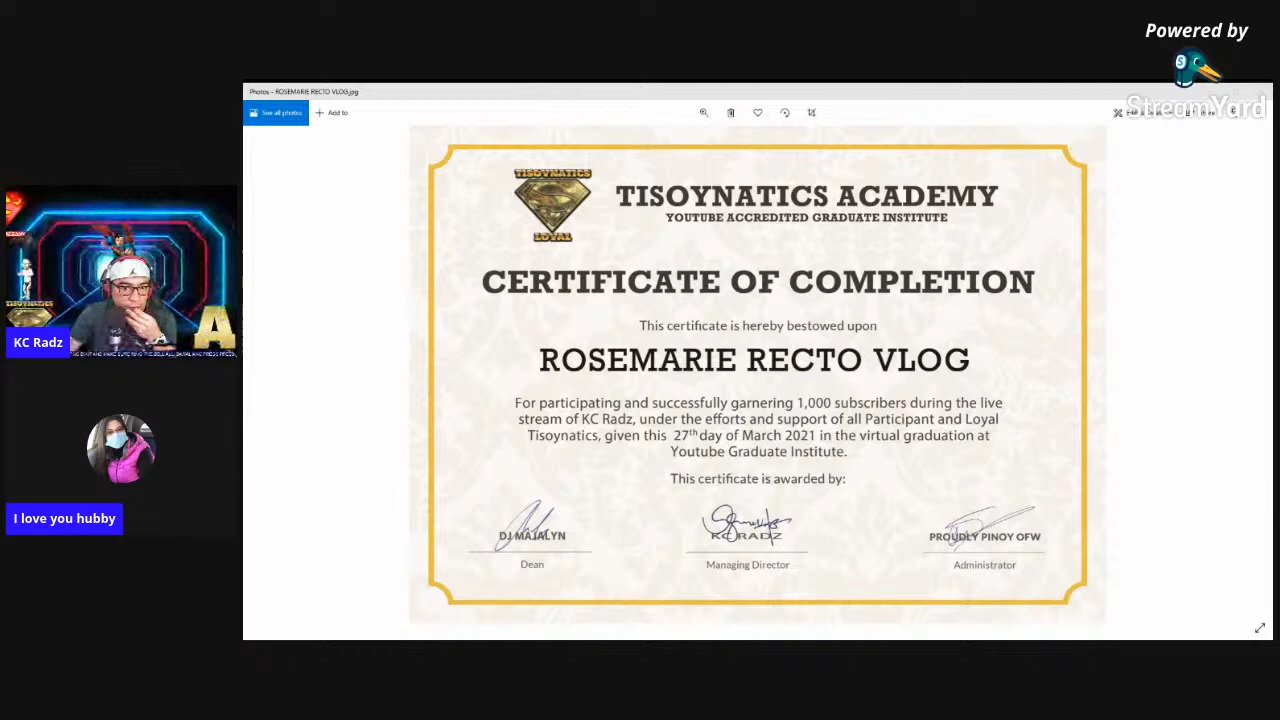 Powered by
StreamYard
Photos - ROSEMARIE RECTO VLOG.jpg
See all photos
Add to
TISOYNATICS
LOYAL
TISOYNATICS ACADEMY
YOUTUBE ACCREDITED GRADUATE INSTITUTE
CERTIFICATE OF COMPLETION
This certificate is hereby bestowed upon
ROSEMARIE RECTO VLOG
For participating and successfully garnering 1,000 subscribers during the live
stream of KC Radz, under the efforts and support of all Participant and Loyal
Tisoynatics, given this 27th day of March 2021 in the virtual graduation at
Youtube Graduate Institute.
This certificate is awarded by:
DJ MAJALYN
Dean
KC RADZ
Managing Director
PROUDLY PINOY OFW
Administrator
TISOYNATICS
A
KC Radz
I love you hubby